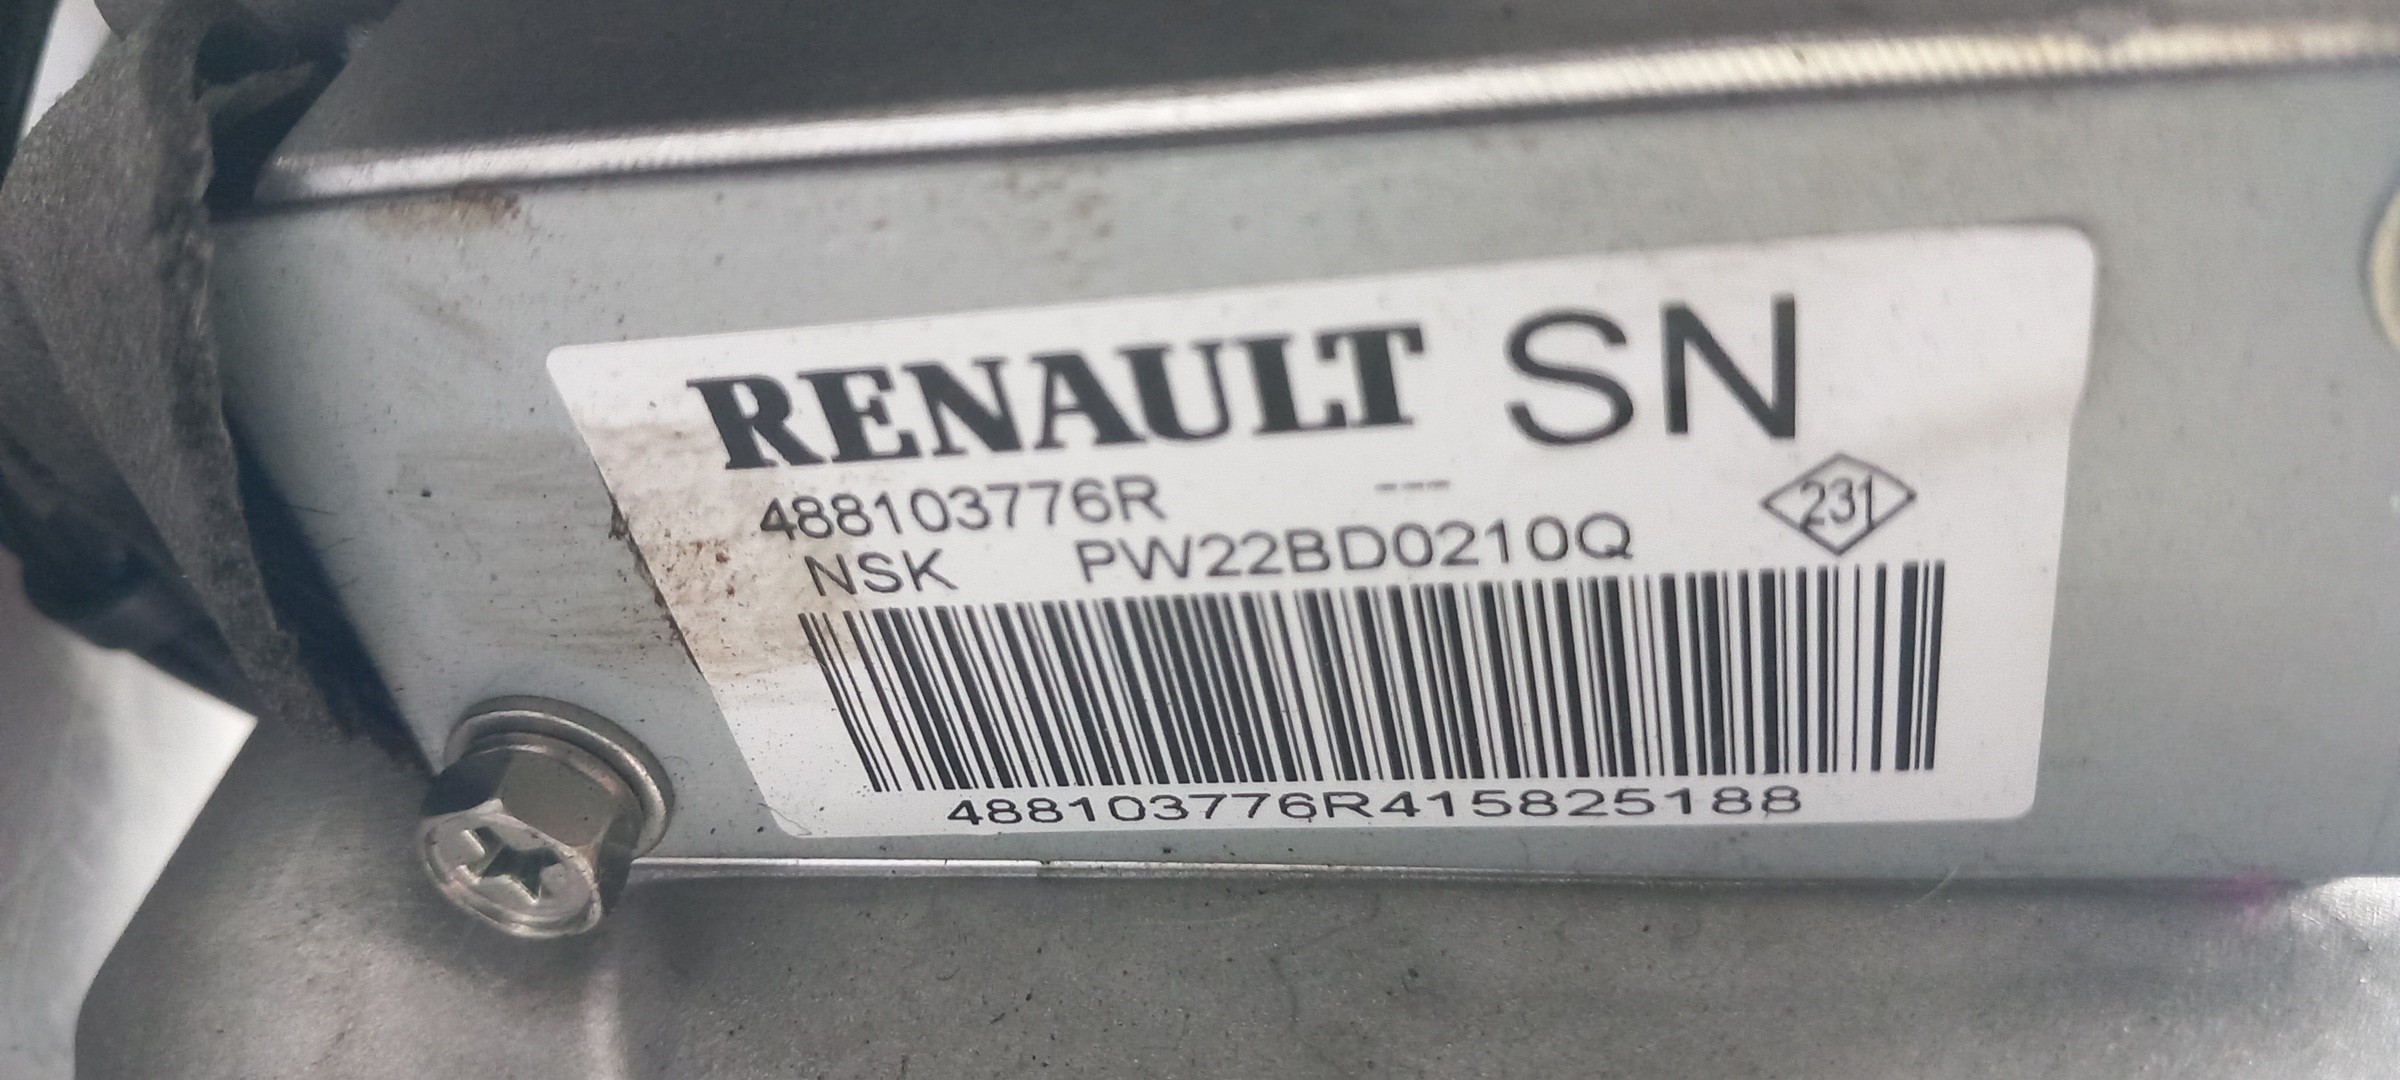 RENAULT SN
488103776R ---
231
NSK PW22BD0210Q
488103776R415825188